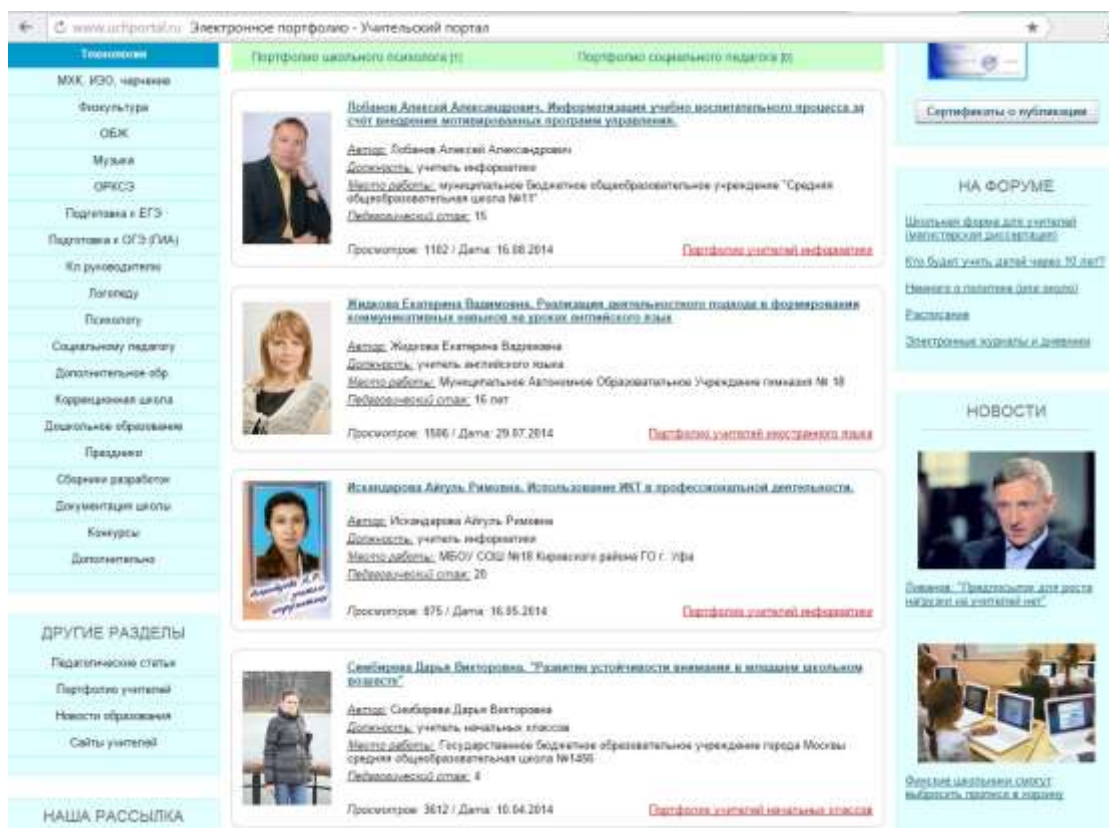 www.uchportal.ru Электронное портфолио - Учительский портал
Технология
МХК, ИЗО, черчение
Физкультура
ОБЖ
Музыка
ОРКСЭ
Подготовка к ЕГЭ
Подготовка к ОГЭ (ГИА)
Кл.руководителю
Логопеду
Психологу
Социальному педагогу
Дополнительное обр.
Коррекционная школа
Дошкольное образование
Праздники
Сборники разработок
Документация школы
Конкурсы
Дополнительно
ДРУГИЕ РАЗДЕЛЫ
Педагогические статьи
Портфолио учителей
Новости образования
Сайты учителей
НАША РАССЫЛКА
Портфолио школьного психолога [1]
Портфолио социального педагога [0]
Лобанов Алексей Александрович. Информатизация учебно воспитательного процесса за
счёт внедрения мотивированных программ управления.
Автор: Лобанов Алексей Александрович
Должность: учитель информатики
Место работы: муниципальное бюджетное общеобразовательное учреждение "Средняя
общеобразовательная школа №11"
Педагогический стаж: 15
Просмотров: 1102 / Дата: 16.08.2014
Портфолио учителей информатики
Жидкова Екатерина Вадимовна. Реализация деятельностного подхода в формировании
коммуникативных навыков на уроках английского язык
Автор: Жидкова Екатерина Вадимовна
Должность: учитель английского языка
Место работы: Муниципальное Автономное Образовательное Учреждение гимназия № 18
Педагогический стаж: 16 лет
Просмотров: 1506 / Дата: 29.07.2014
Портфолио учителей иностранного языка
Искандарова Айгуль Римовна. Использование ИКТ в профессиональной деятельности.
Автор: Искандарова Айгуль Римовна
Должность: учитель информатики
Место работы: МБОУ СОШ №18 Кировского района ГО г. Уфа
Педагогический стаж: 20
Просмотров: 875 / Дата: 16.05.2014
Портфолио учителей информатики
Симбирева Дарья Викторовна. "Развитие устойчивости внимания в младшем школьном
возрасте"
Автор: Симбирева Дарья Викторовна
Должность: учитель начальных классов
Место работы: Государственное бюджетное образовательное учреждение города Москвы
средняя общеобразовательная школа №1456
Педагогический стаж: 4
Просмотров: 3612 / Дата: 10.04.2014
Портфолио учителей начальных классов
Сертификаты о публикации
НА ФОРУМЕ
Школьная форма для учителей
(магистерская диссертация)
Кто будет учить детей через 10 лет?
Немного о политике (или около)
Расписание
Электронные журналы и дневники
НОВОСТИ
Ливанов: "Предпосылок для роста
нагрузки на учителей нет"
Финские школьники смогут
выбросить прописи в корзину